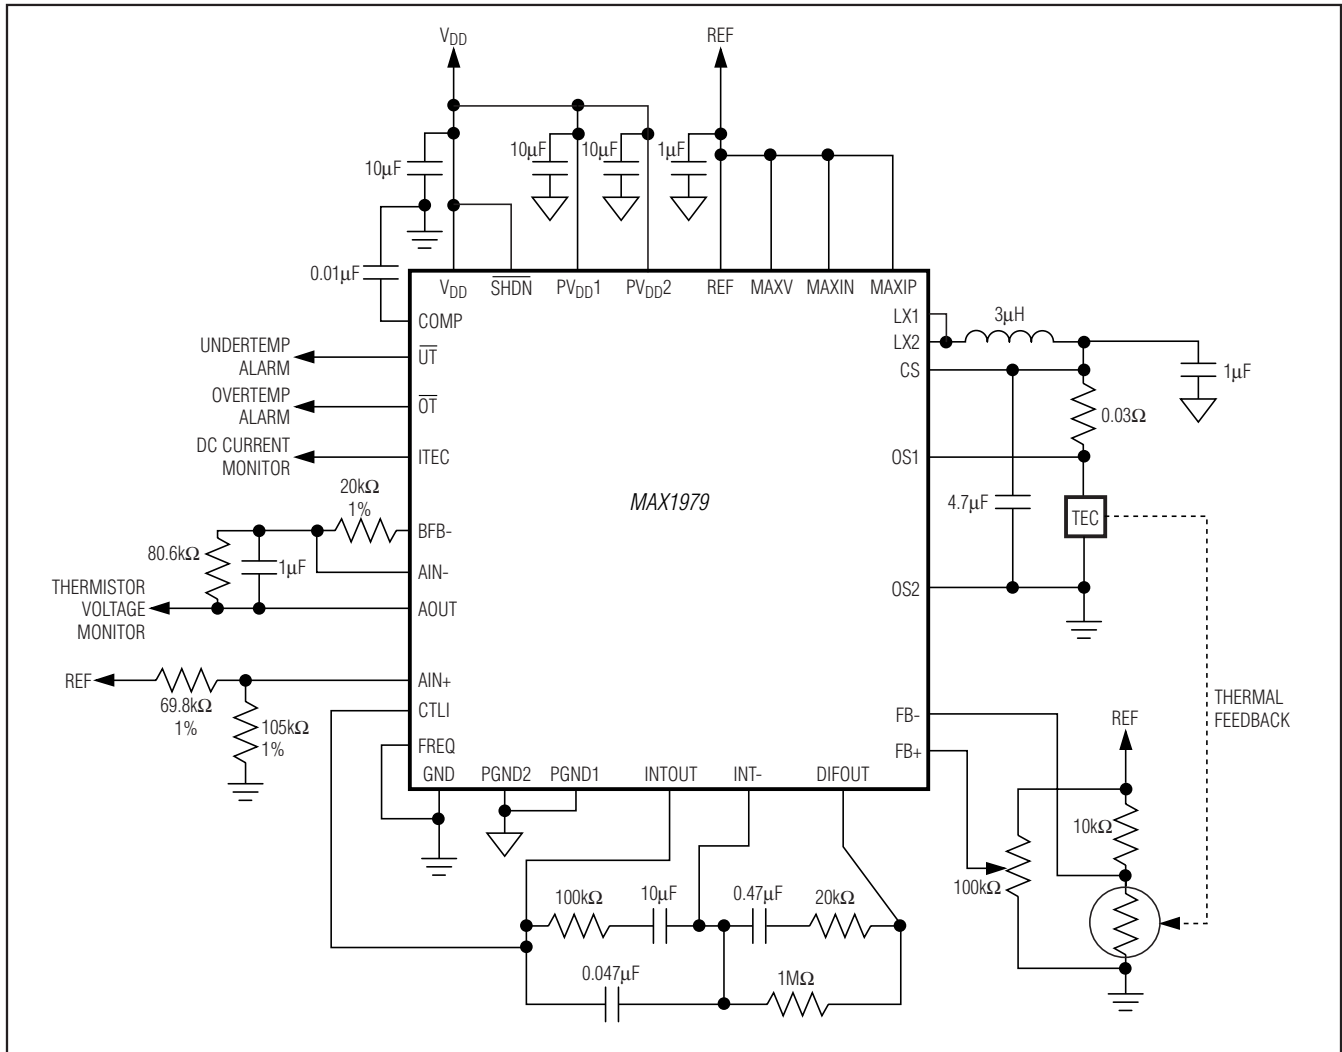 V_DD
REF
10µF
10µF
10µF
1µF
0.01µF
V_DD
SHDN
PV_DD1
PV_DD2
REF
MAXV
MAXIN
MAXIP
COMP
LX1
3µH
LX2
UNDERTEMP
ALARM
UT
CS
1µF
OVERTEMP
ALARM
OT
0.03Ω
DC CURRENT
MONITOR
ITEC
OS1
20kΩ
1%
MAX1979
4.7µF
TEC
BFB-
80.6kΩ
1µF
AIN-
THERMISTOR
VOLTAGE
MONITOR
AOUT
OS2
REF
69.8kΩ
1%
AIN+
105kΩ
1%
CTLI
FB-
REF
THERMAL
FEEDBACK
FREQ
FB+
GND
PGND2
PGND1
INTOUT
INT-
DIFOUT
10kΩ
100kΩ
100kΩ
10µF
0.47µF
20kΩ
0.047µF
1MΩ